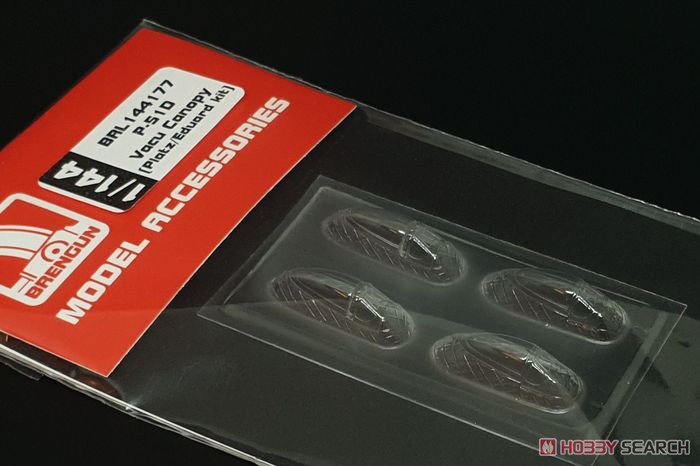 BRL144177
P-51D
Vacu Canopy
(Platz/Eduard kit)
1/144
BRENGUN
MODEL ACCESSORIES
HOBBY SEARCH